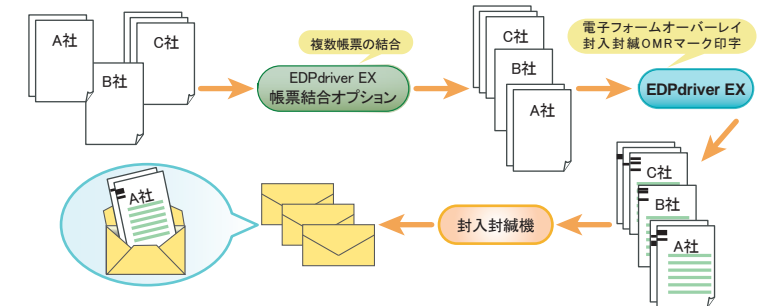 A社
B社
C社
複数帳票の結合
EDPdriver EX
帳票結合オプション
C社
B社
A社
電子フォームオーバーレイ
封入封緘OMRマーク印字
EDPdriver EX
C社
B社
A社
封入封緘機
A社